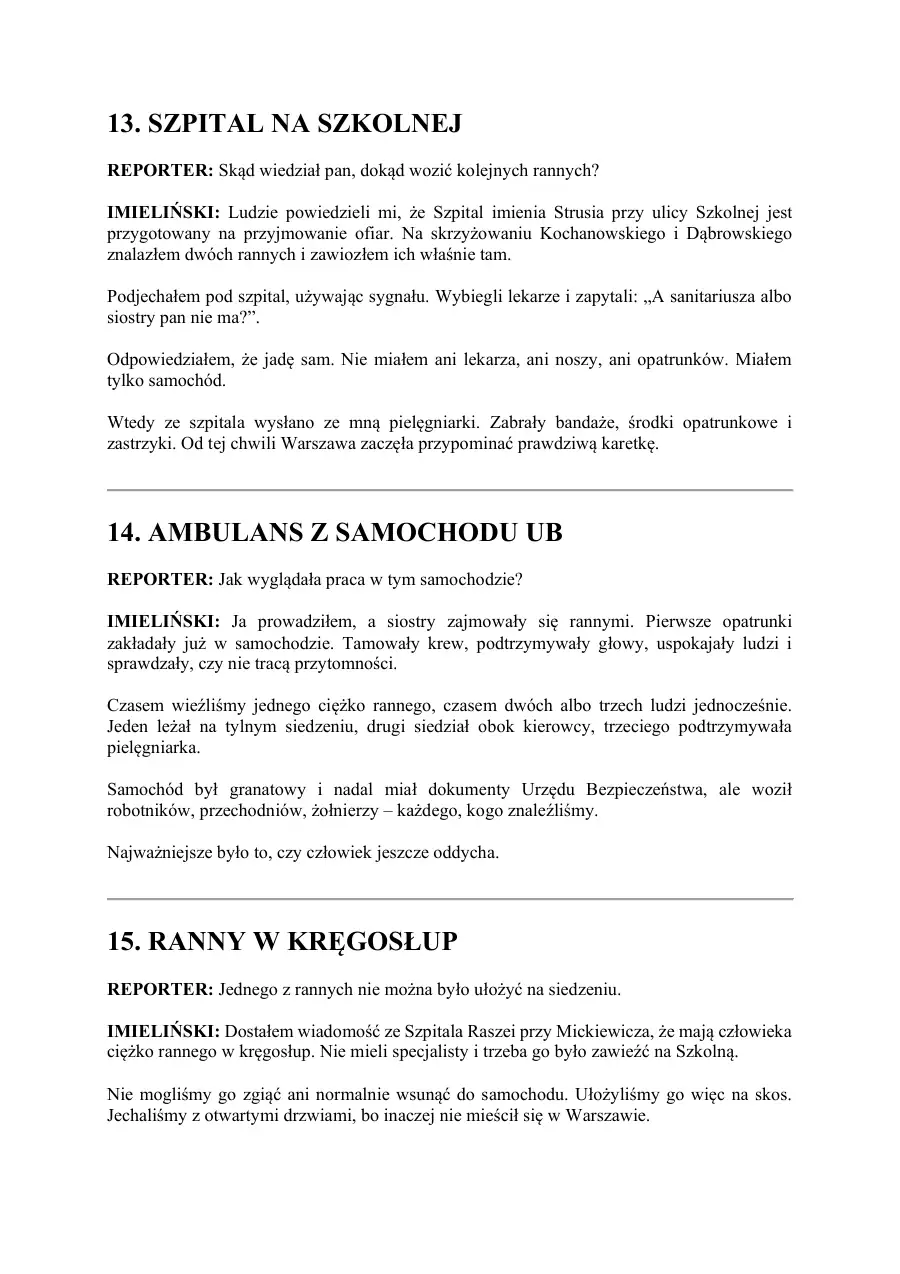 13. SZPITAL NA SZKOLNEJ
REPORTER: Skąd wiedział pan, dokąd wozić kolejnych rannych?
IMIELIŃSKI: Ludzie powiedzieli mi, że Szpital imienia Strusia przy ulicy Szkolnej jest
przygotowany na przyjmowanie ofiar. Na skrzyżowaniu Kochanowskiego i Dąbrowskiego
znalazłem dwóch rannych i zawiozłem ich właśnie tam.
Podjechałem pod szpital, używając sygnału. Wybiegli lekarze i zapytali: „A sanitariusza albo
siostry pan nie ma?”.
Odpowiedziałem, że jadę sam. Nie miałem ani lekarza, ani noszy, ani opatrunków. Miałem
tylko samochód.
Wtedy ze szpitala wysłano ze mną pielęgniarki. Zabrały bandaże, środki opatrunkowe i
zastrzyki. Od tej chwili Warszawa zaczęła przypominać prawdziwą karetkę.
14. AMBULANS Z SAMOCHODU UB
REPORTER: Jak wyglądała praca w tym samochodzie?
IMIELIŃSKI: Ja prowadziłem, a siostry zajmowały się rannymi. Pierwsze opatrunki
zakładały już w samochodzie. Tamowały krew, podtrzymywały głowy, uspokajały ludzi i
sprawdzały, czy nie tracą przytomności.
Czasem wieźliśmy jednego ciężko rannego, czasem dwóch albo trzech ludzi jednocześnie.
Jeden leżał na tylnym siedzeniu, drugi siedział obok kierowcy, trzeciego podtrzymywała
pielęgniarka.
Samochód był granatowy i nadal miał dokumenty Urzędu Bezpieczeństwa, ale woził
robotników, przechodniów, żołnierzy – każdego, kogo znaleźliśmy.
Najważniejsze było to, czy człowiek jeszcze oddycha.
15. RANNY W KRĘGOSŁUP
REPORTER: Jednego z rannych nie można było ułożyć na siedzeniu.
IMIELIŃSKI: Dostałem wiadomość ze Szpitala Raszei przy Mickiewicza, że mają człowieka
ciężko rannego w kręgosłup. Nie mieli specjalisty i trzeba go było zawieźć na Szkolną.
Nie mogliśmy go zgiąć ani normalnie wsunąć do samochodu. Ułożyliśmy go więc na skos.
Jechaliśmy z otwartymi drzwiami, bo inaczej nie mieścił się w Warszawie.